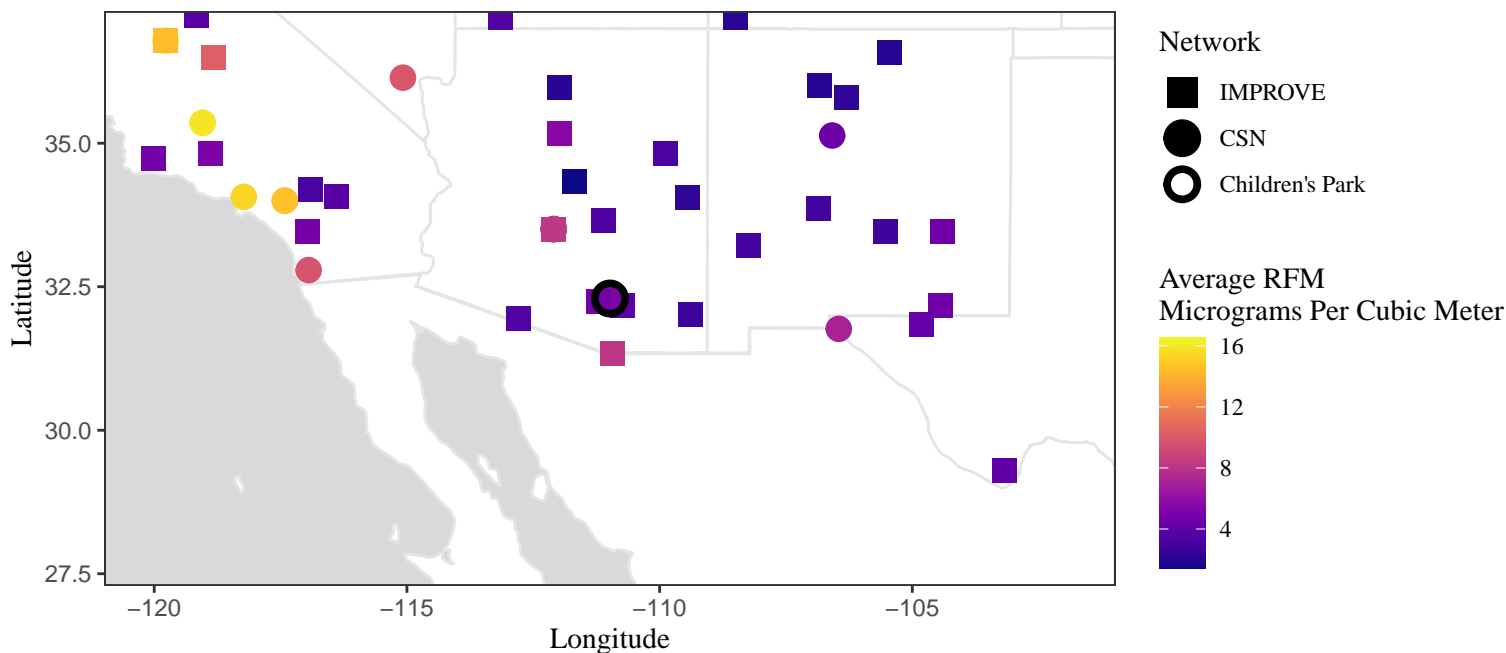 35.0
32.5
30.0
27.5
Latitude
−120
−115
−110
−105
Longitude
Network
IMPROVE
CSN
Children's Park
Average RFM
Micrograms Per Cubic Meter
16
12
8
4